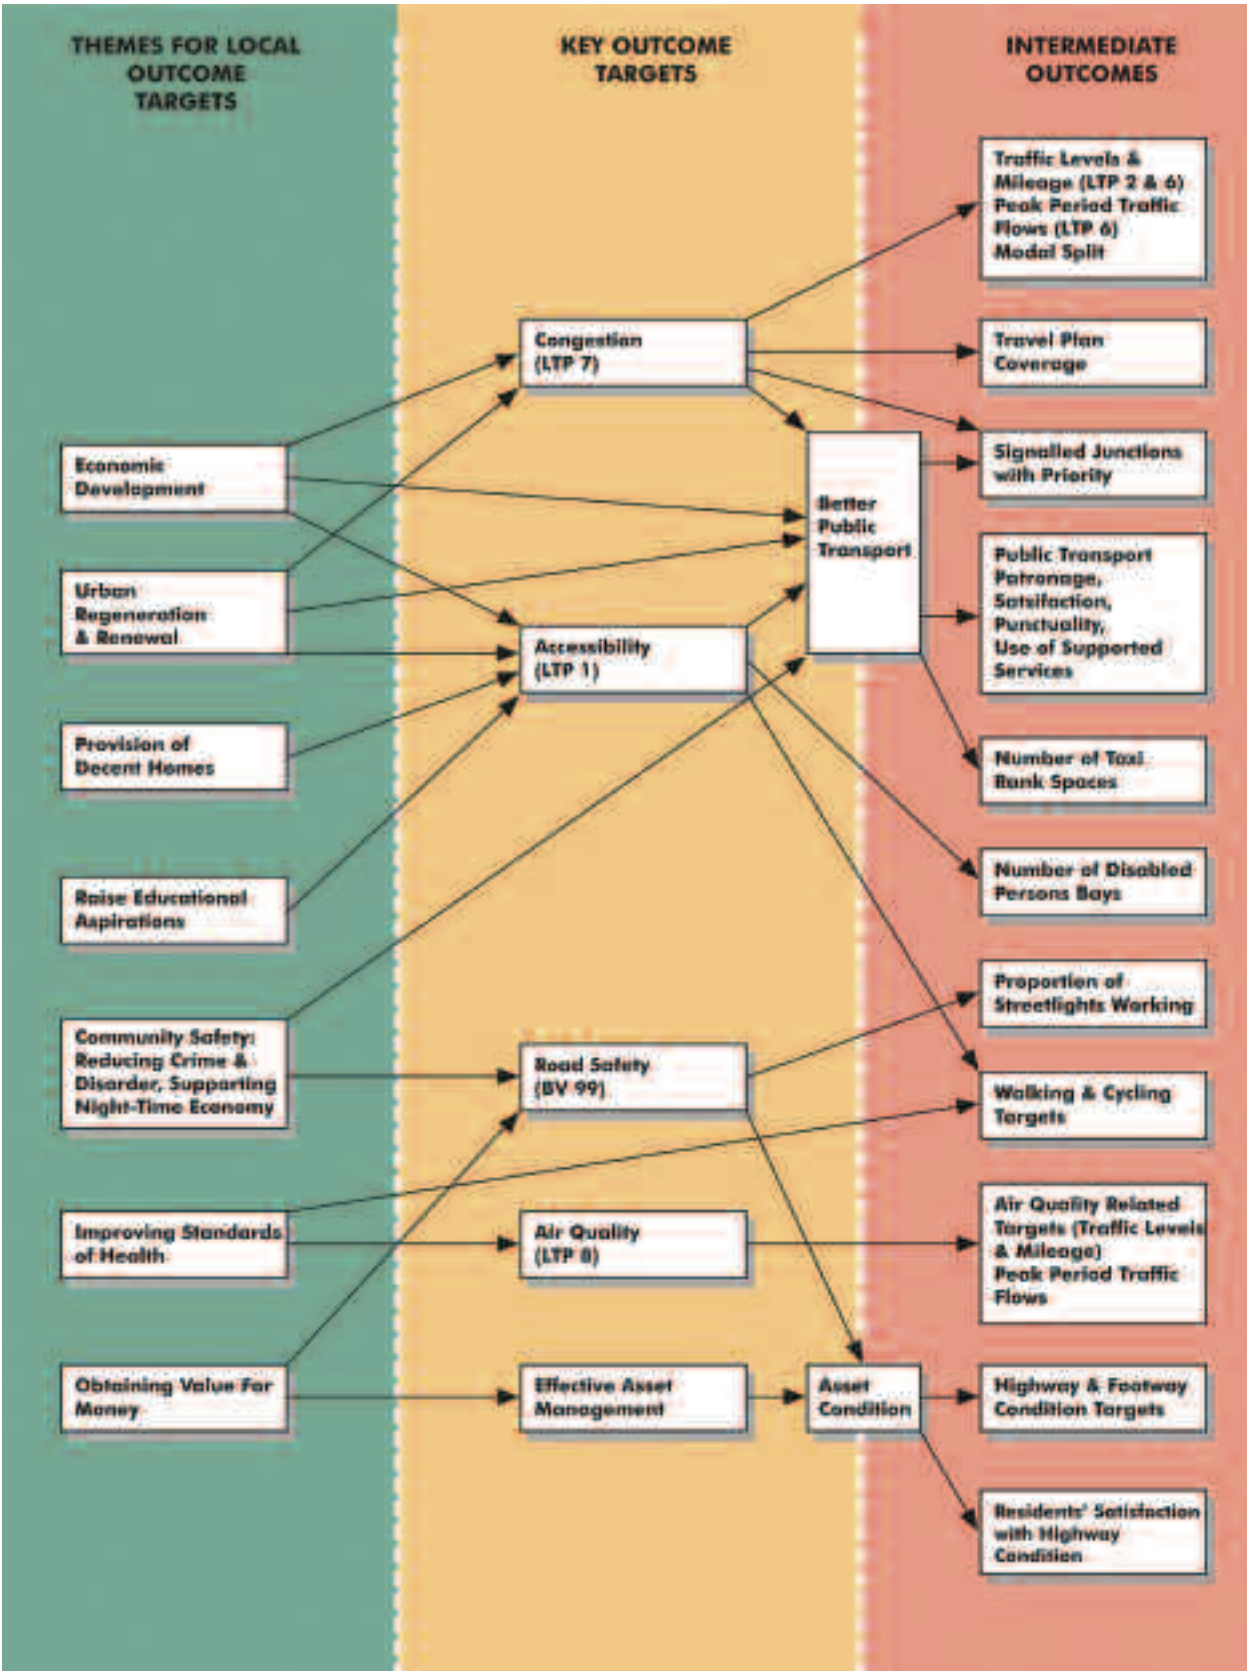 THEMES FOR LOCAL
OUTCOME
TARGETS
KEY OUTCOME
TARGETS
INTERMEDIATE
OUTCOMES
Economic
Development
Urban
Regeneration
& Renewal
Provision of
Decent Homes
Raise Educational
Aspirations
Community Safety:
Reducing Crime &
Disorder, Supporting
Night-Time Economy
Improving Standards
of Health
Obtaining Value For
Money
Congestion
(LTP 7)
Accessibility
(LTP 1)
Road Safety
(BV 99)
Air Quality
(LTP 8)
Effective Asset
Management
Better
Public
Transport
Asset
Condition
Traffic Levels &
Mileage (LTP 2 & 6)
Peak Period Traffic
Flows (LTP 6)
Modal Split
Travel Plan
Coverage
Signalled Junctions
with Priority
Public Transport
Patronage,
Satsifaction,
Punctuality,
Use of Supported
Services
Number of Taxi
Rank Spaces
Number of Disabled
Persons Bays
Proportion of
Streetlights Working
Walking & Cycling
Targets
Air Quality Related
Targets (Traffic Levels
& Mileage)
Peak Period Traffic
Flows
Highway & Footway
Condition Targets
Residents' Satisfaction
with Highway
Condition